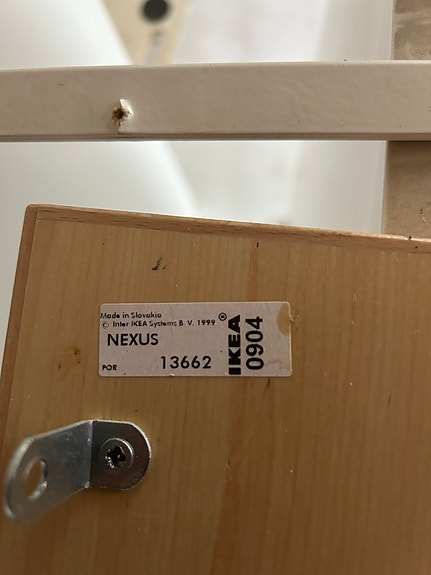 Made in Slovakia
© Inter IKEA Systems B. V. 1999
NEXUS
POR 13662
IKEA®
0904